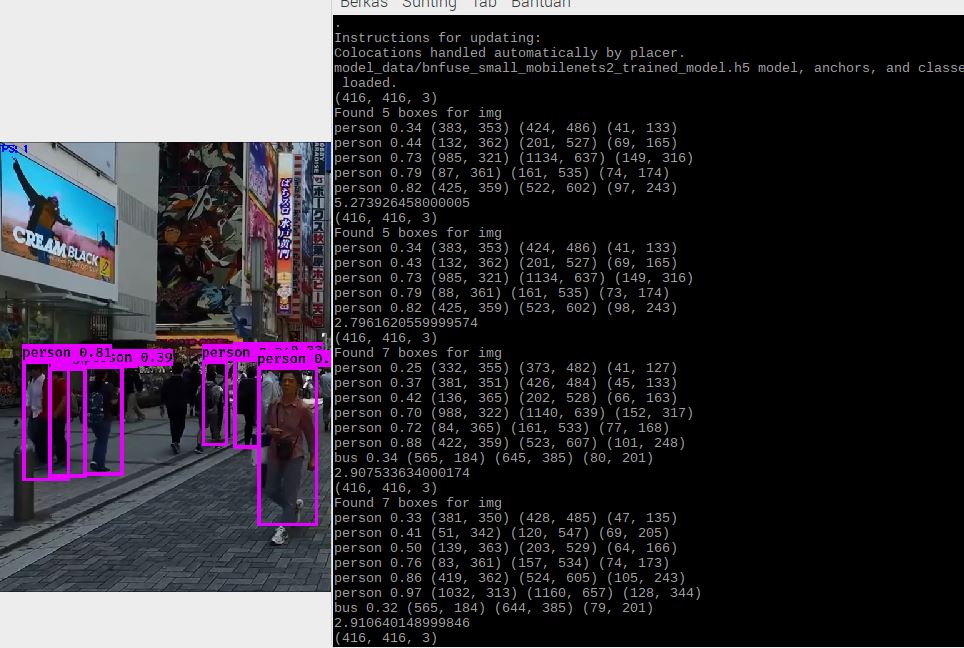 Berkas Sunting Tab Bantuan
.
Instructions for updating:
Colocations handled automatically by placer.
model_data/bnfuse_small_mobilenets2_trained_model.h5 model, anchors, and classe
loaded.
(416, 416, 3)
Found 5 boxes for img
person 0.34 (383, 353) (424, 486) (41, 133)
person 0.44 (132, 362) (201, 527) (69, 165)
person 0.73 (985, 321) (1134, 637) (149, 316)
person 0.79 (87, 361) (161, 535) (74, 174)
person 0.82 (425, 359) (522, 602) (97, 243)
5.273926458000005
(416, 416, 3)
Found 5 boxes for img
person 0.34 (383, 353) (424, 486) (41, 133)
person 0.43 (132, 362) (201, 527) (69, 165)
person 0.73 (985, 321) (1134, 637) (149, 316)
person 0.79 (88, 361) (161, 535) (73, 174)
person 0.82 (425, 359) (523, 602) (98, 243)
2.7961620559999574
(416, 416, 3)
Found 7 boxes for img
person 0.25 (332, 355) (373, 482) (41, 127)
person 0.37 (381, 351) (426, 484) (45, 133)
person 0.42 (136, 365) (202, 528) (66, 163)
person 0.70 (988, 322) (1140, 639) (152, 317)
person 0.72 (84, 365) (161, 533) (77, 168)
person 0.88 (422, 359) (523, 607) (101, 248)
bus 0.34 (565, 184) (645, 385) (80, 201)
2.907533634000174
(416, 416, 3)
Found 7 boxes for img
person 0.33 (381, 350) (428, 485) (47, 135)
person 0.41 (51, 342) (120, 547) (69, 205)
person 0.50 (139, 363) (203, 529) (64, 166)
person 0.76 (83, 361) (157, 534) (74, 173)
person 0.86 (419, 362) (524, 605) (105, 243)
person 0.97 (1032, 313) (1160, 657) (128, 344)
bus 0.32 (565, 184) (644, 385) (79, 201)
2.910640148999846
(416, 416, 3)
CREAM BLACK
person 0.81
son 0.39
person
person 0.